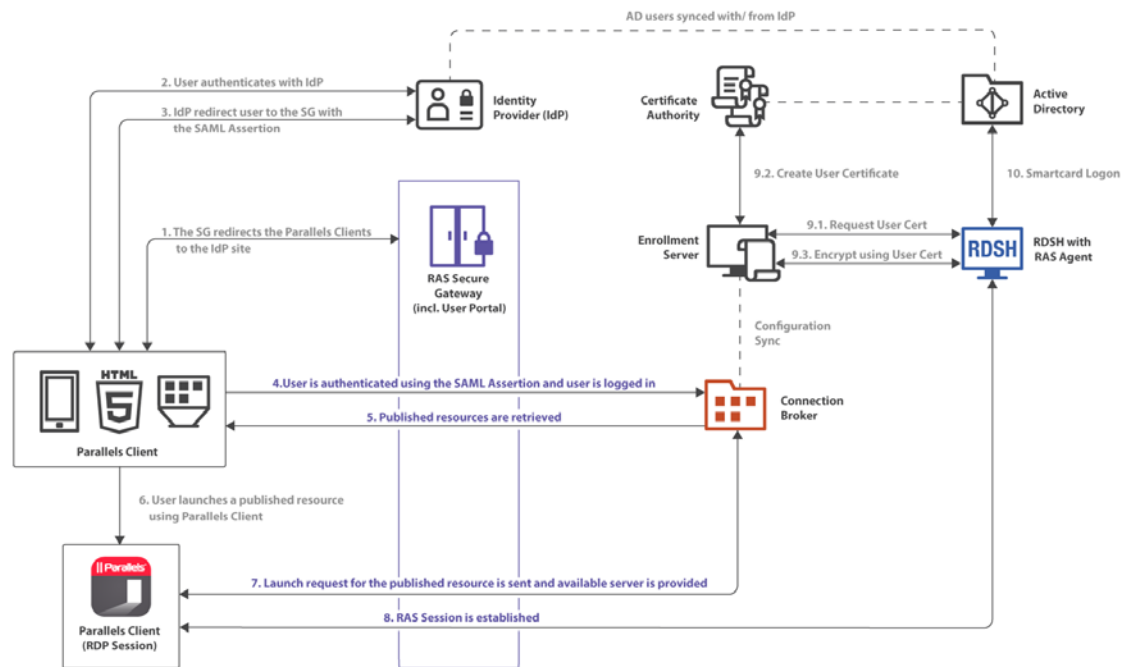 AD users synced with/ from IdP
2. User authenticates with IdP
3. IdP redirect user to the SG with
the SAML Assertion
Identity
Provider (IdP)
Certificate
Authority
Active
Directory
9.2. Create User Certificate
10. Smartcard Logon
1. The SG redirects the Parallels Clients
to the IdP site
RAS Secure
Gateway
(incl. User Portal)
Enrollment
Server
9.1. Request User Cert
9.3. Encrypt using User Cert
RDSH
RDSH with
RAS Agent
Configuration
Sync
HTML
5
Parallels Client
4.User is authenticated using the SAML Assertion and user is logged in
5. Published resources are retrieved
Connection
Broker
6. User launches a published resource
using Parallels Client
|| Parallels®
Parallels Client
(RDP Session)
7. Launch request for the published resource is sent and available server is provided
8. RAS Session is established